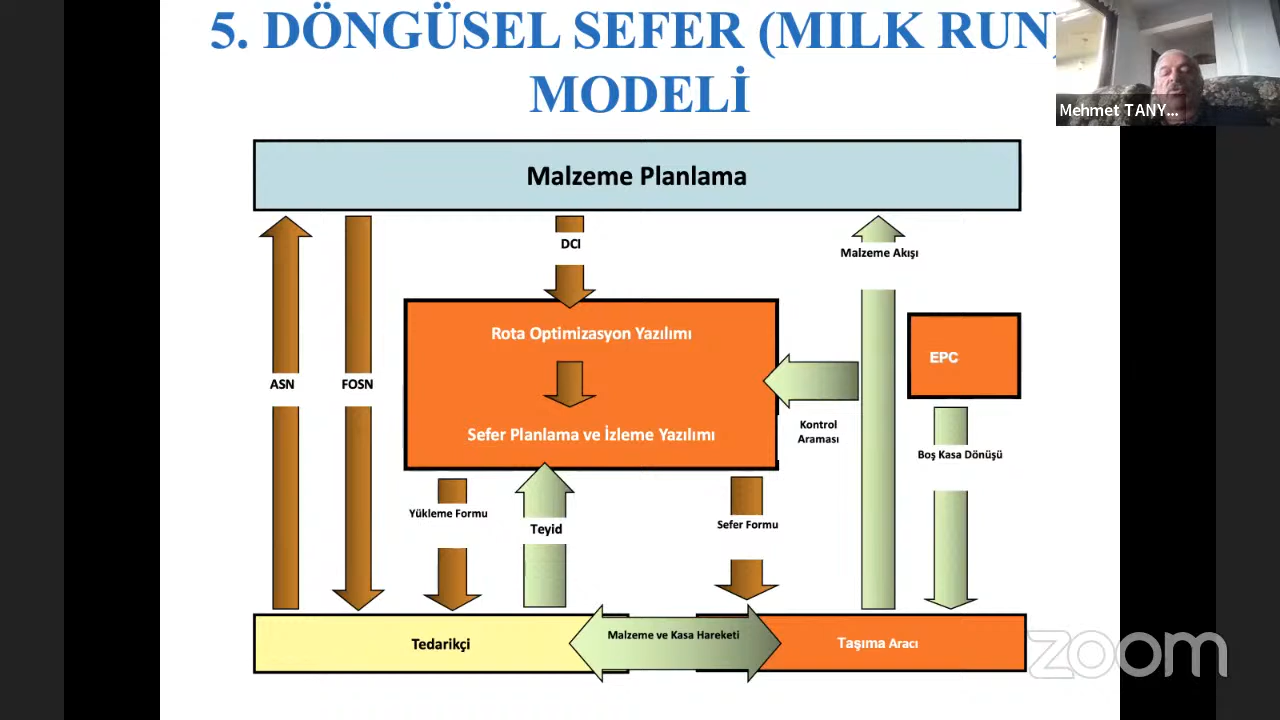 5. DÖNGÜSEL SEFER (MILK RUN)
MODELİ
Mehmet TANY...
Malzeme Planlama
DCI
Malzeme Akışı
Rota Optimizasyon Yazılımı
EPC
ASN
FOSN
Sefer Planlama ve İzleme Yazılımı
Kontrol
Araması
Boş Kasa Dönüşü
Yükleme Formu
Teyid
Sefer Formu
Malzeme ve Kasa Hareketi
Tedarikçi
Taşıma Aracı
zoom